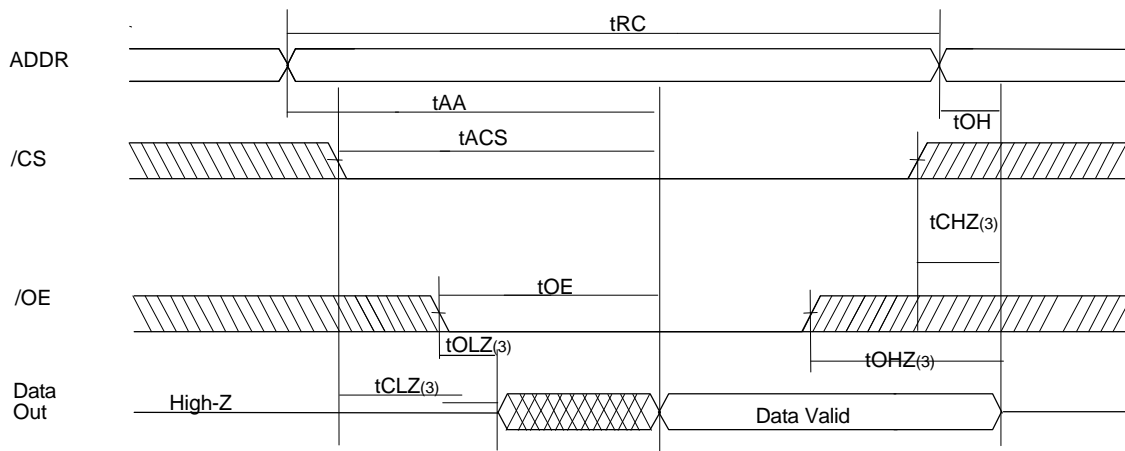 tRC
ADDR
tAA
tOH
tACS
/CS
tCHZ(3)
tOE
/OE
tOLZ(3)
tOHZ(3)
tCLZ(3)
Data
Out
High-Z
Data Valid